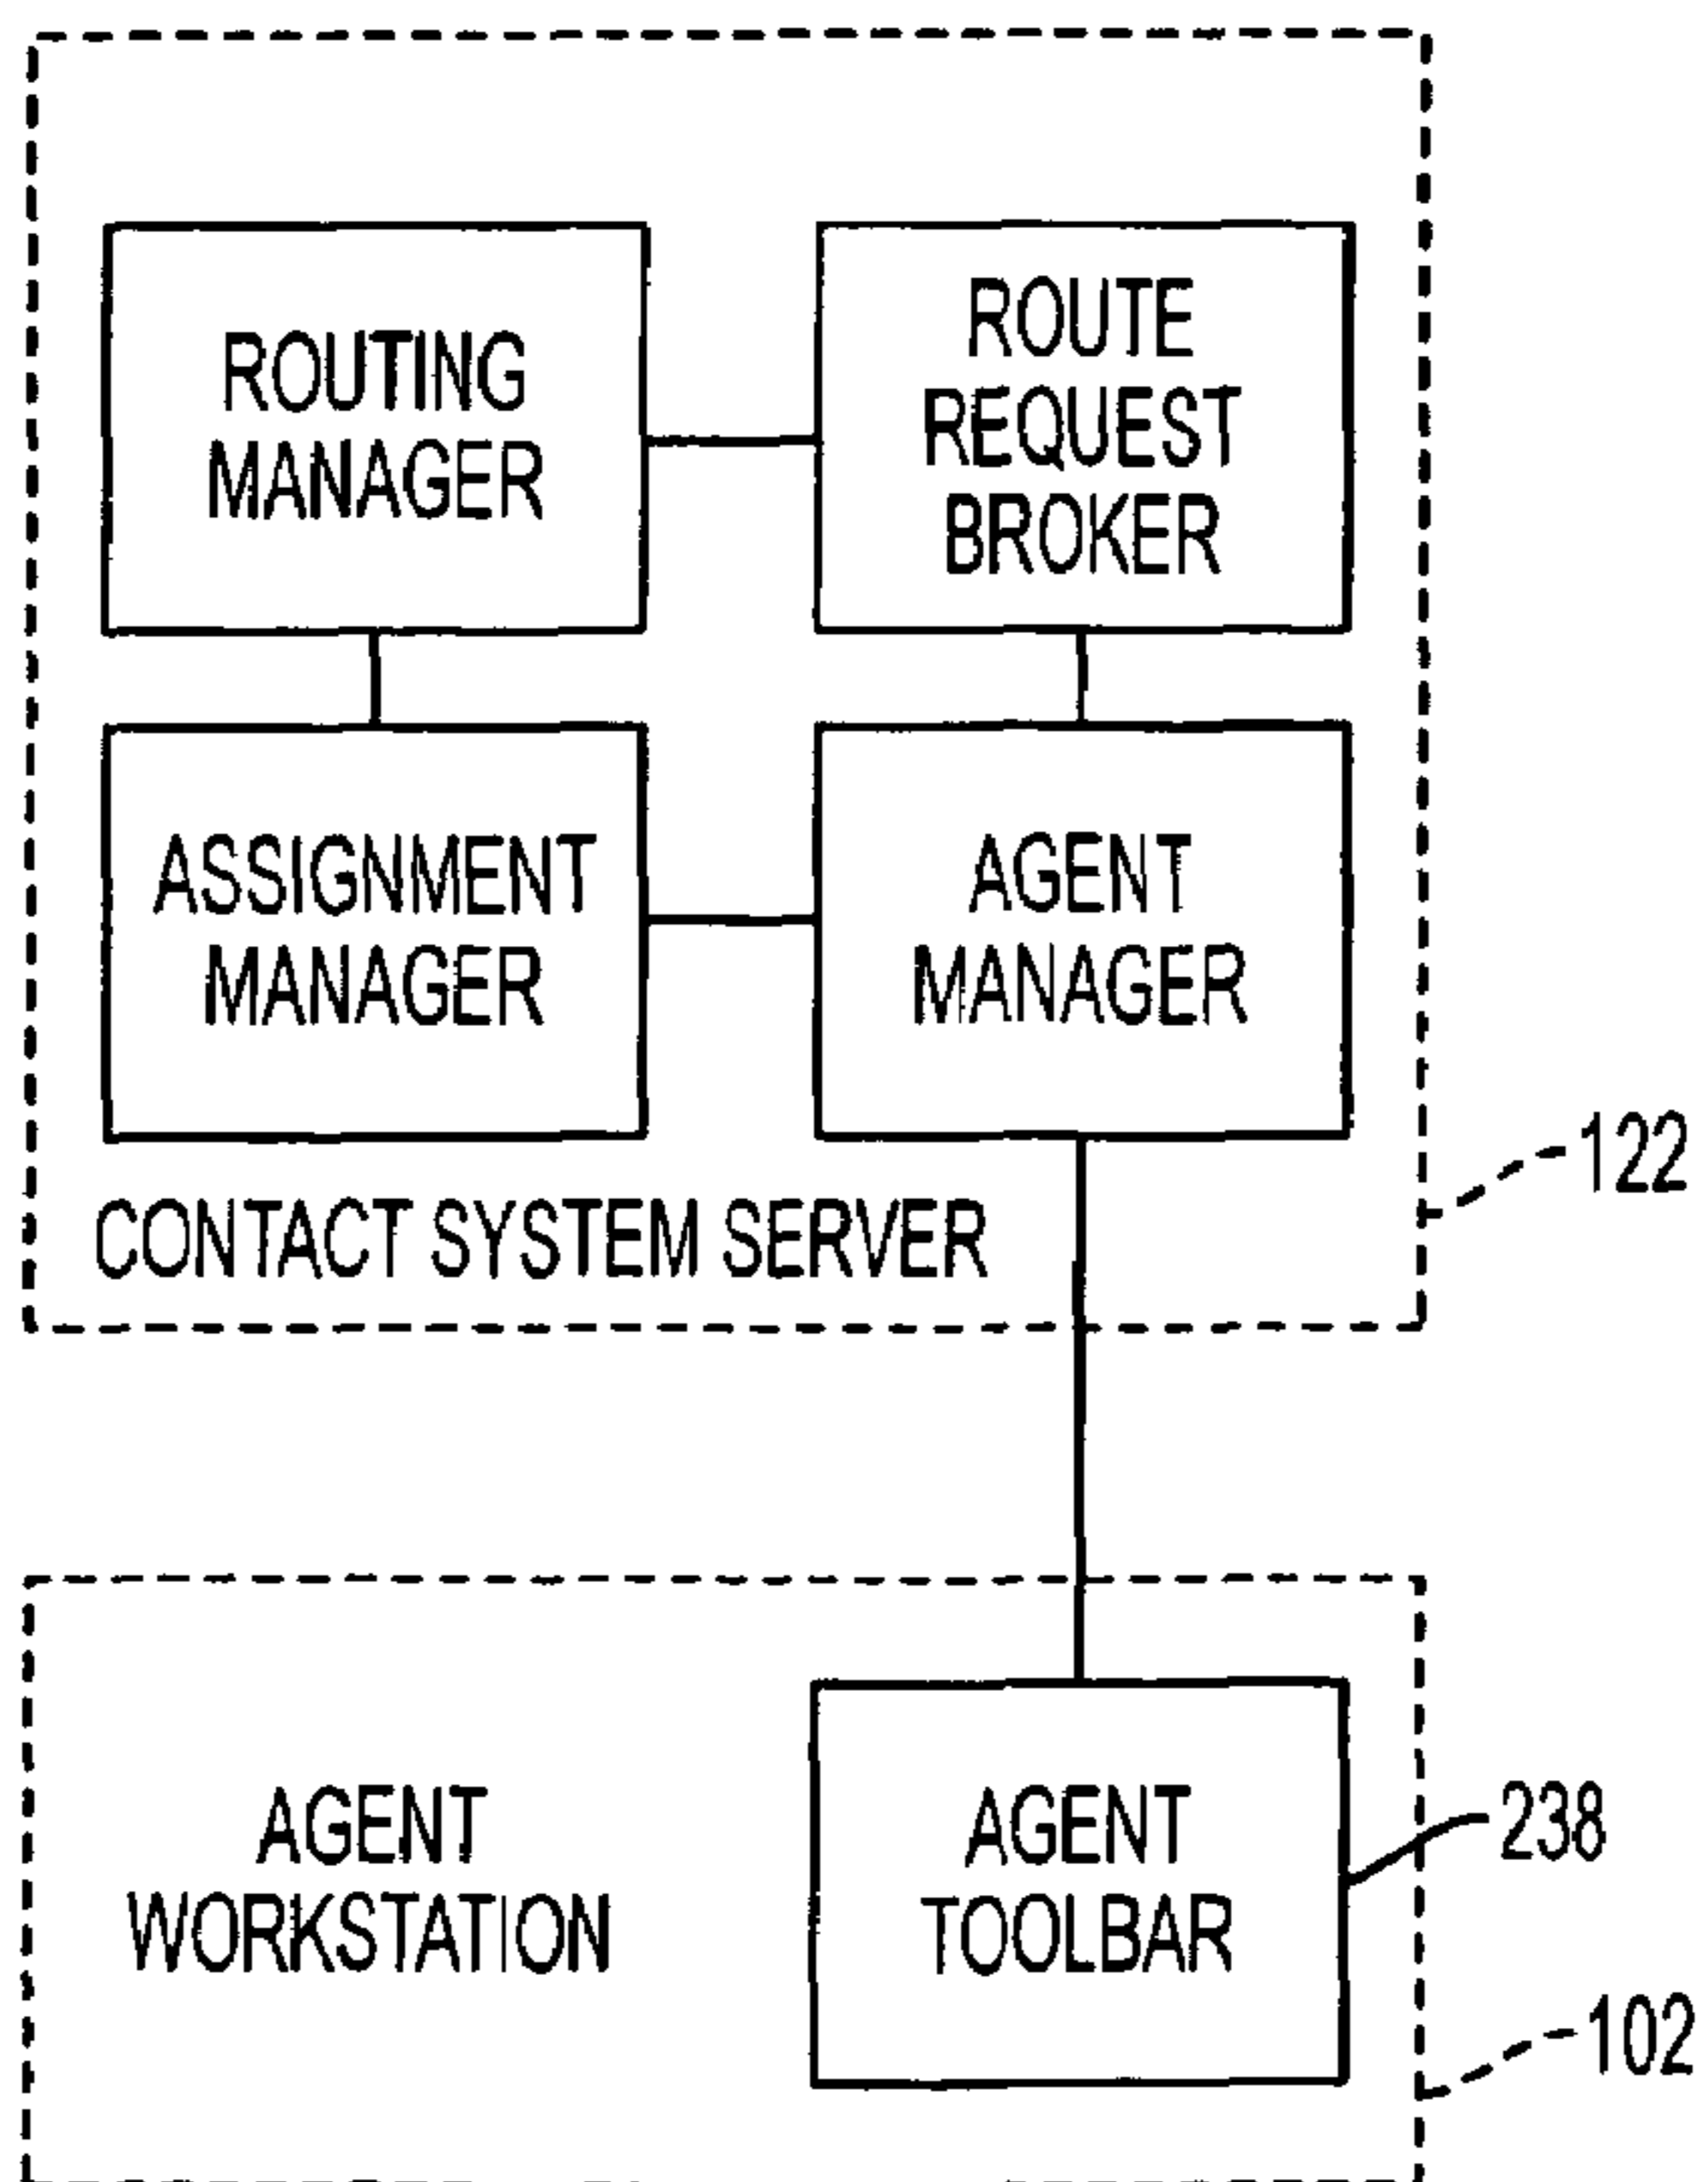 ROUTING
MANAGER
ROUTE
REQUEST
BROKER
ASSIGNMENT
MANAGER
AGENT
MANAGER
CONTACT SYSTEM SERVER
122
AGENT
WORKSTATION
AGENT
TOOLBAR
238
102